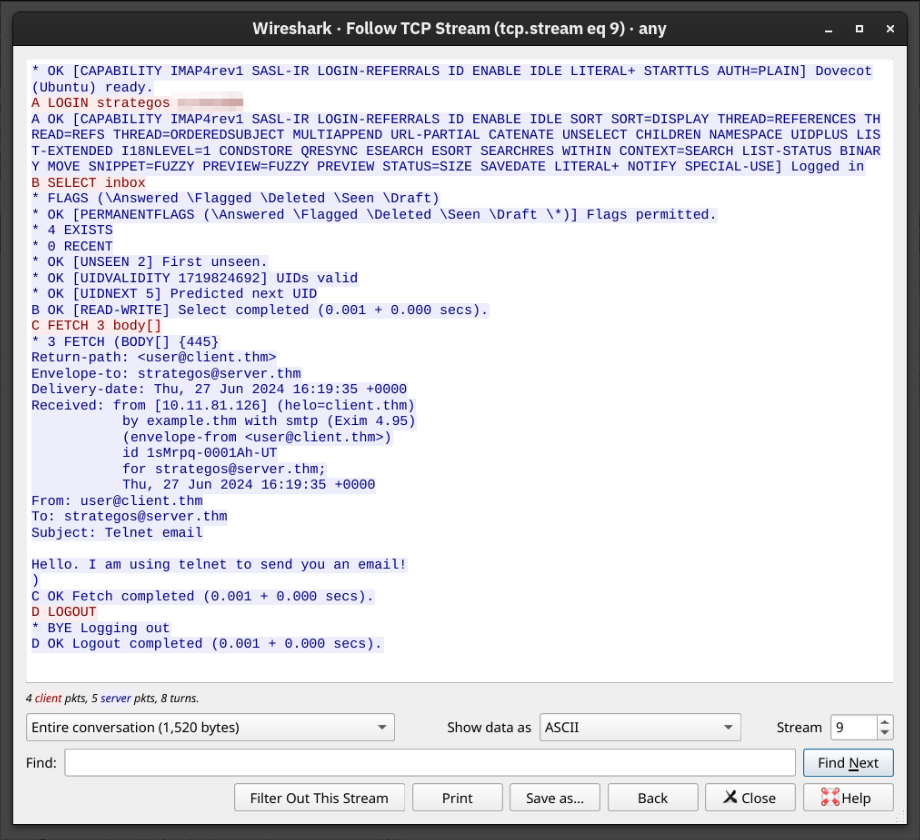 Wireshark · Follow TCP Stream (tcp.stream eq 9) · any
* OK [CAPABILITY IMAP4rev1 SASL-IR LOGIN-REFERRALS ID ENABLE IDLE LITERAL+ STARTTLS AUTH=PLAIN] Dovecot
(Ubuntu) ready.
A LOGIN strategos
A OK [CAPABILITY IMAP4rev1 SASL-IR LOGIN-REFERRALS ID ENABLE IDLE SORT SORT=DISPLAY THREAD=REFERENCES TH
READ=REFS THREAD=ORDEREDSUBJECT MULTIAPPEND URL-PARTIAL CATENATE UNSELECT CHILDREN NAMESPACE UIDPLUS LIS
T-EXTENDED I18NLEVEL=1 CONDSTORE QRESYNC ESEARCH ESORT SEARCHRES WITHIN CONTEXT=SEARCH LIST-STATUS BINAR
Y MOVE SNIPPET=FUZZY PREVIEW=FUZZY PREVIEW STATUS=SIZE SAVEDATE LITERAL+ NOTIFY SPECIAL-USE] Logged in
B SELECT inbox
* FLAGS (\Answered \Flagged \Deleted \Seen \Draft)
* OK [PERMANENTFLAGS (\Answered \Flagged \Deleted \Seen \Draft \*)] Flags permitted.
* 4 EXISTS
* 0 RECENT
* OK [UNSEEN 2] First unseen.
* OK [UIDVALIDITY 1719824692] UIDs valid
* OK [UIDNEXT 5] Predicted next UID
B OK [READ-WRITE] Select completed (0.001 + 0.000 secs).
C FETCH 3 body[]
* 3 FETCH (BODY[] {445}
Return-path: <user@client.thm>
Envelope-to: strategos@server.thm
Delivery-date: Thu, 27 Jun 2024 16:19:35 +0000
Received: from [10.11.81.126] (helo=client.thm)
by example.thm with smtp (Exim 4.95)
(envelope-from <user@client.thm>)
id 1sMrpq-0001Ah-UT
for strategos@server.thm;
Thu, 27 Jun 2024 16:19:35 +0000
From: user@client.thm
To: strategos@server.thm
Subject: Telnet email
Hello. I am using telnet to send you an email!
)
C OK Fetch completed (0.001 + 0.000 secs).
D LOGOUT
* BYE Logging out
D OK Logout completed (0.001 + 0.000 secs).
4 client pkts, 5 server pkts, 8 turns.
Entire conversation (1,520 bytes) Show data as ASCII Stream 9
Find: Find Next
Filter Out This Stream Print Save as... Back Close Help